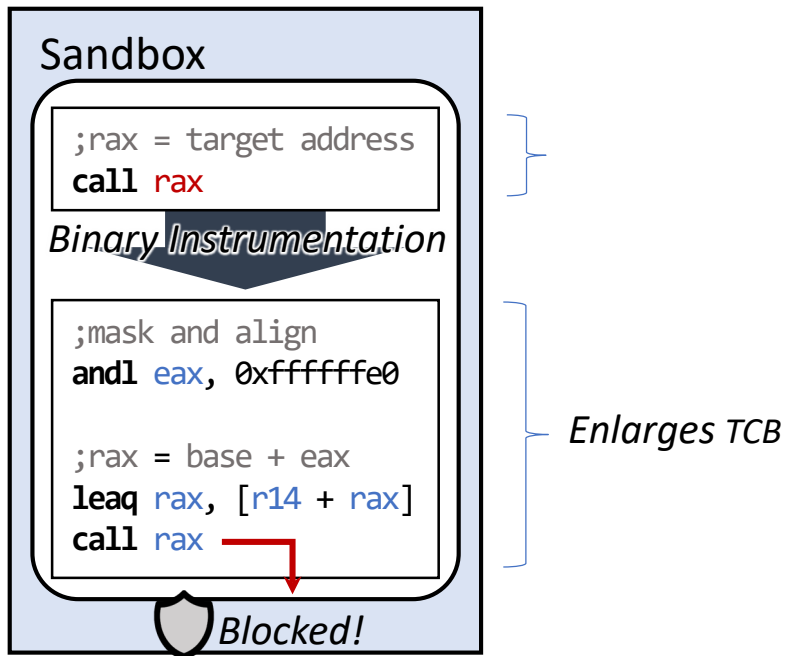 Sandbox
;rax = target address
call rax
Binary Instrumentation
;mask and align
andl eax, 0xffffffe0
;rax = base + eax
leaq rax, [r14 + rax]
call rax
Enlarges TCB
Blocked!